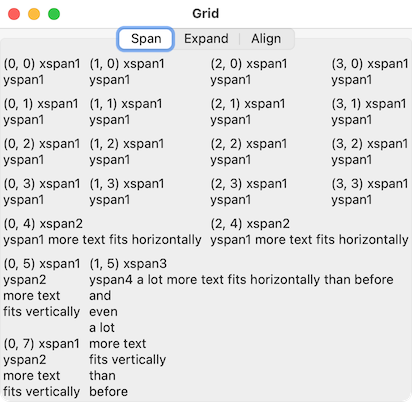 Grid
Span Expand Align
(0, 0) xspan1 (1, 0) xspan1 (2, 0) xspan1 (3, 0) xspan1
yspan1 yspan1 yspan1 yspan1
(0, 1) xspan1 (1, 1) xspan1 (2, 1) xspan1 (3, 1) xspan1
yspan1 yspan1 yspan1 yspan1
(0, 2) xspan1 (1, 2) xspan1 (2, 2) xspan1 (3, 2) xspan1
yspan1 yspan1 yspan1 yspan1
(0, 3) xspan1 (1, 3) xspan1 (2, 3) xspan1 (3, 3) xspan1
yspan1 yspan1 yspan1 yspan1
(0, 4) xspan2 (2, 4) xspan2
yspan1 more text fits horizontally yspan1 more text fits horizontally
(0, 5) xspan1 (1, 5) xspan3
yspan2 yspan4 a lot more text fits horizontally than before
more text and
fits vertically even
a lot
(0, 7) xspan1 more text
yspan2 fits vertically
more text than
fits vertically before